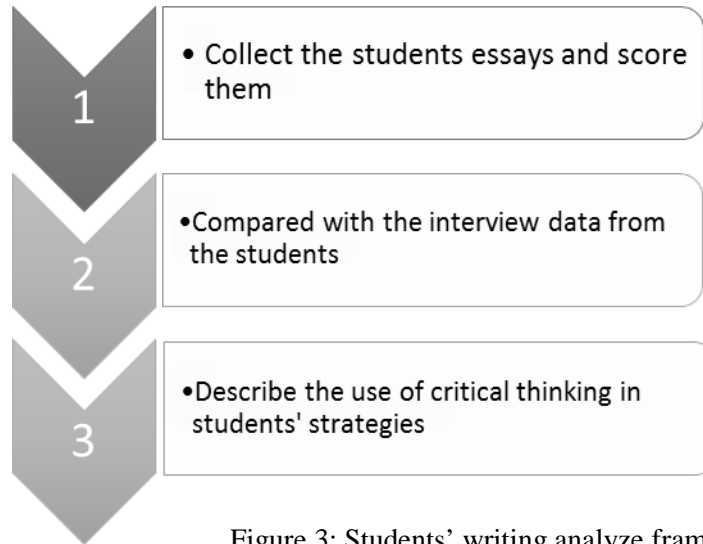 1
• Collect the students essays and score
them
2
•Compared with the interview data from
the students
3
•Describe the use of critical thinking in
students' strategies
Figure 3: Students’ writing analyze